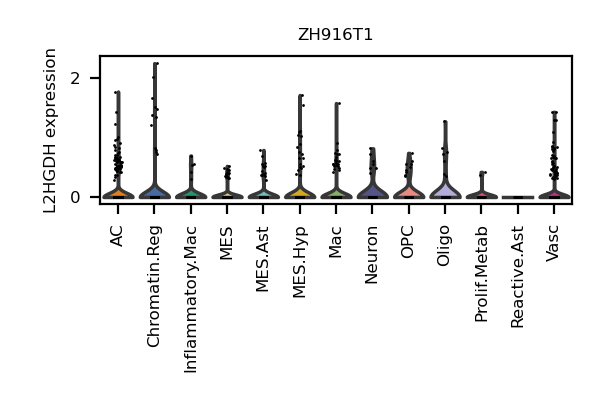 ZH916T1
L2HGDH expression
2
0
AC
Chromatin.Reg
Inflammatory.Mac
MES
MES.Ast
MES.Hyp
Mac
Neuron
OPC
Oligo
Prolif.Metab
Reactive.Ast
Vasc